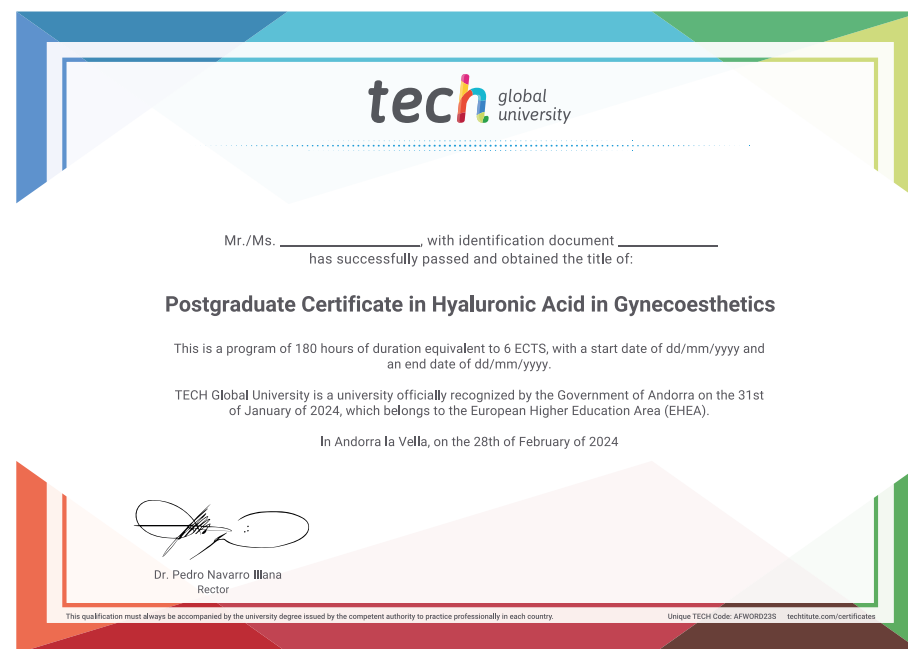 tech global university
Mr./Ms. ____________________, with identification document ______________
has successfully passed and obtained the title of:
Postgraduate Certificate in Hyaluronic Acid in Gynecoesthetics
This is a program of 180 hours of duration equivalent to 6 ECTS, with a start date of dd/mm/yyyy and
an end date of dd/mm/yyyy.
TECH Global University is a university officially recognized by the Government of Andorra on the 31st
of January of 2024, which belongs to the European Higher Education Area (EHEA).
In Andorra la Vella, on the 28th of February of 2024
Dr. Pedro Navarro Illana
Rector
This qualification must always be accompanied by the university degree issued by the competent authority to practice professionally in each country.
Unique TECH Code: AFWORD23S techtitute.com/certificates